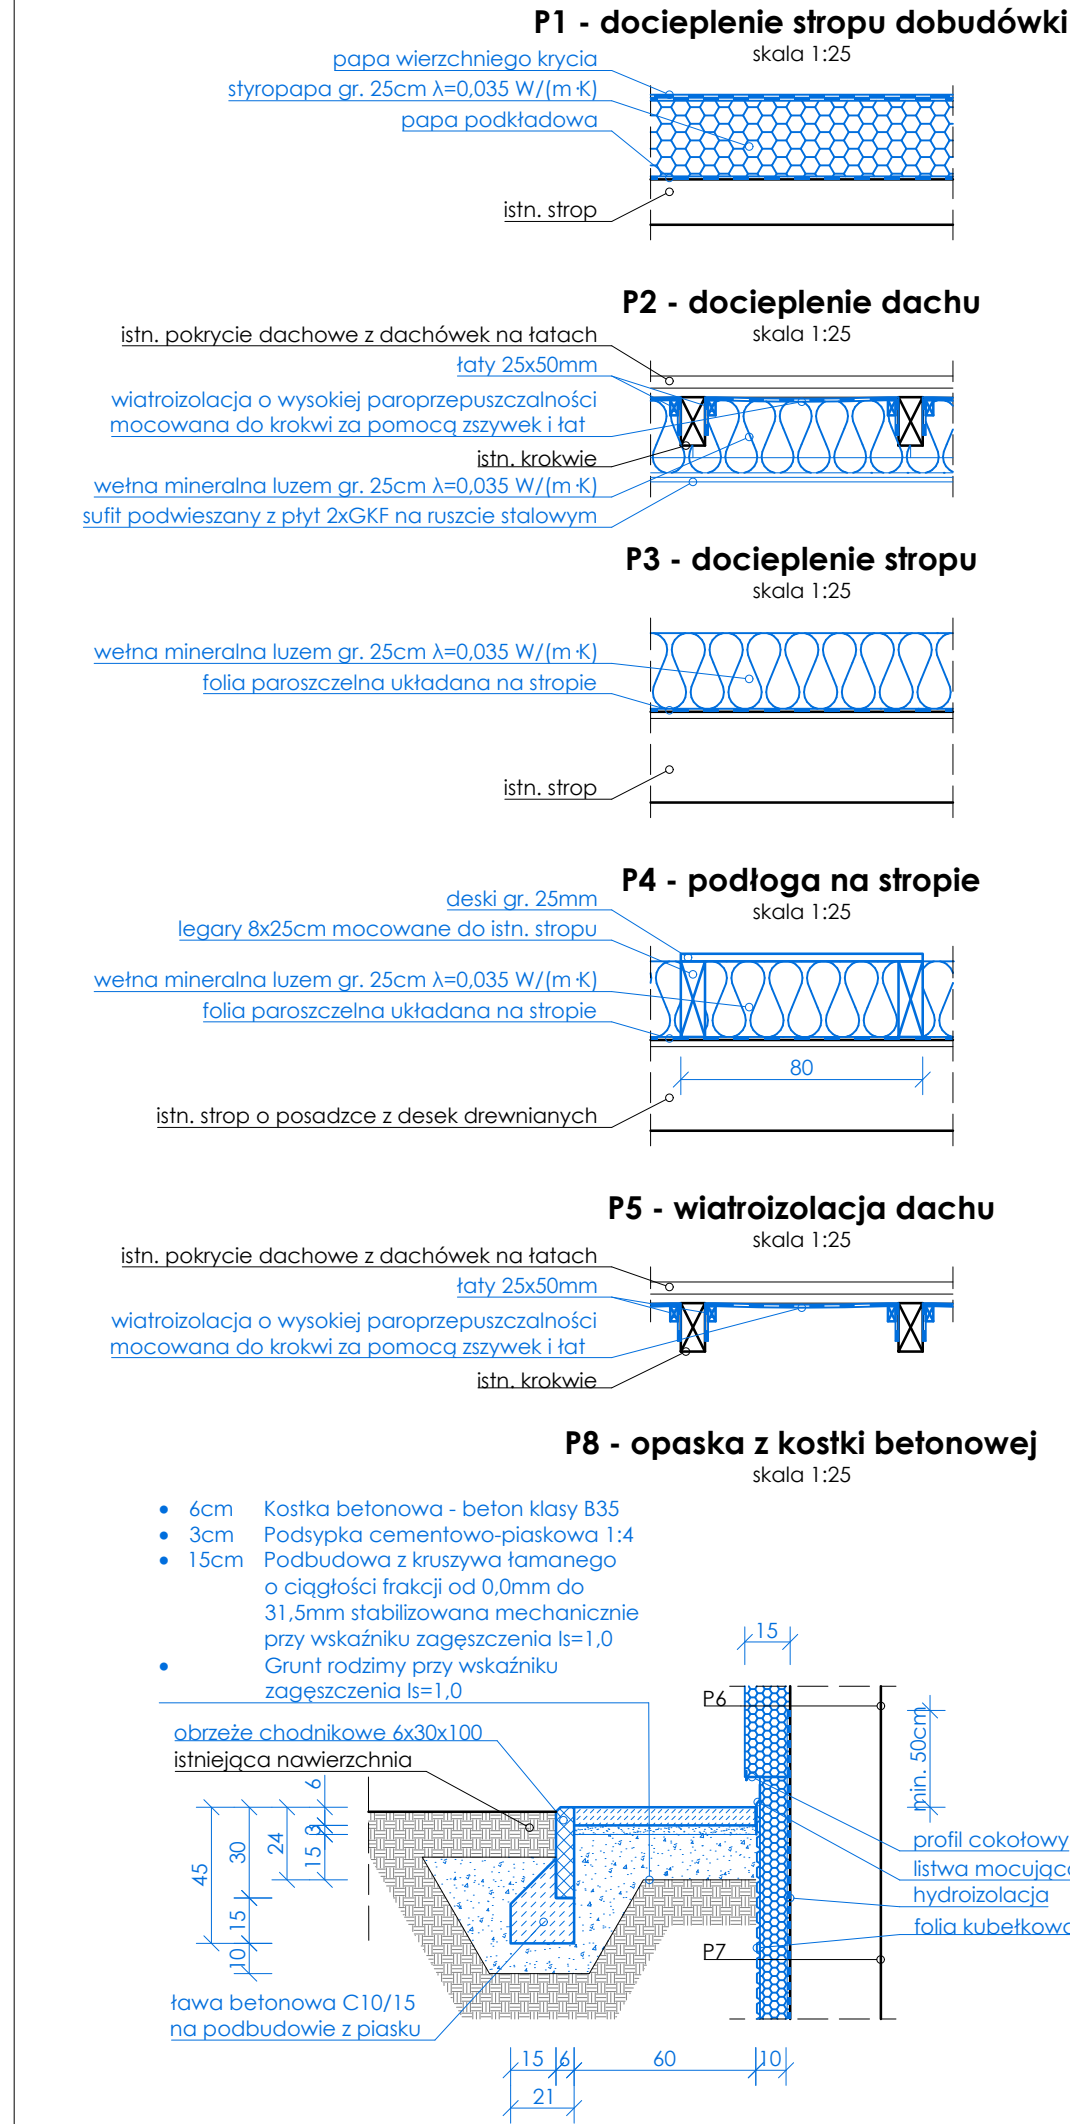 P1 - docieplenie stropu dobudówki
skala 1:25
papa wierzchniego krycia
styropapa gr. 25cm λ=0,035 W/(m·K)
papa podkładowa
istn. strop
P2 - docieplenie dachu
skala 1:25
istn. pokrycie dachowe z dachówek na łatach
łaty 25x50mm
wiatroizolacja o wysokiej paroprzepuszczalności
mocowana do krokwi za pomocą zszywek i łat
istn. krokwie
wełna mineralna luzem gr. 25cm λ=0,035 W/(m·K)
sufit podwieszany z płyt 2xGKF na ruszcie stalowym
P3 - docieplenie stropu
skala 1:25
wełna mineralna luzem gr. 25cm λ=0,035 W/(m·K)
folia paroszczelna układana na stropie
istn. strop
P4 - podłoga na stropie
skala 1:25
deski gr. 25mm
legary 8x25cm mocowane do istn. stropu
wełna mineralna luzem gr. 25cm λ=0,035 W/(m·K)
folia paroszczelna układana na stropie
80
istn. strop o posadzce z desek drewnianych
P5 - wiatroizolacja dachu
skala 1:25
istn. pokrycie dachowe z dachówek na łatach
łaty 25x50mm
wiatroizolacja o wysokiej paroprzepuszczalności
mocowana do krokwi za pomocą zszywek i łat
istn. krokwie
P8 - opaska z kostki betonowej
skala 1:25
• 6cm Kostka betonowa - beton klasy B35
• 3cm Podsypka cementowo-piaskowa 1:4
• 15cm Podbudowa z kruszywa łamanego
o ciągłości frakcji od 0,0mm do
31,5mm stabilizowana mechanicznie
przy wskaźniku zagęszczenia Is=1,0
• Grunt rodzimy przy wskaźniku
zagęszczenia Is=1,0
15
P6
obrzeże chodnikowe 6x30x100
istniejąca nawierzchnia
min. 50cm
6
3
15
24
30
45
15
10
profil cokołowy
listwa mocująca
hydroizolacja
folia kubełkowa
P7
ława betonowa C10/15
na podbudowie z piasku
15 6 60 10
21